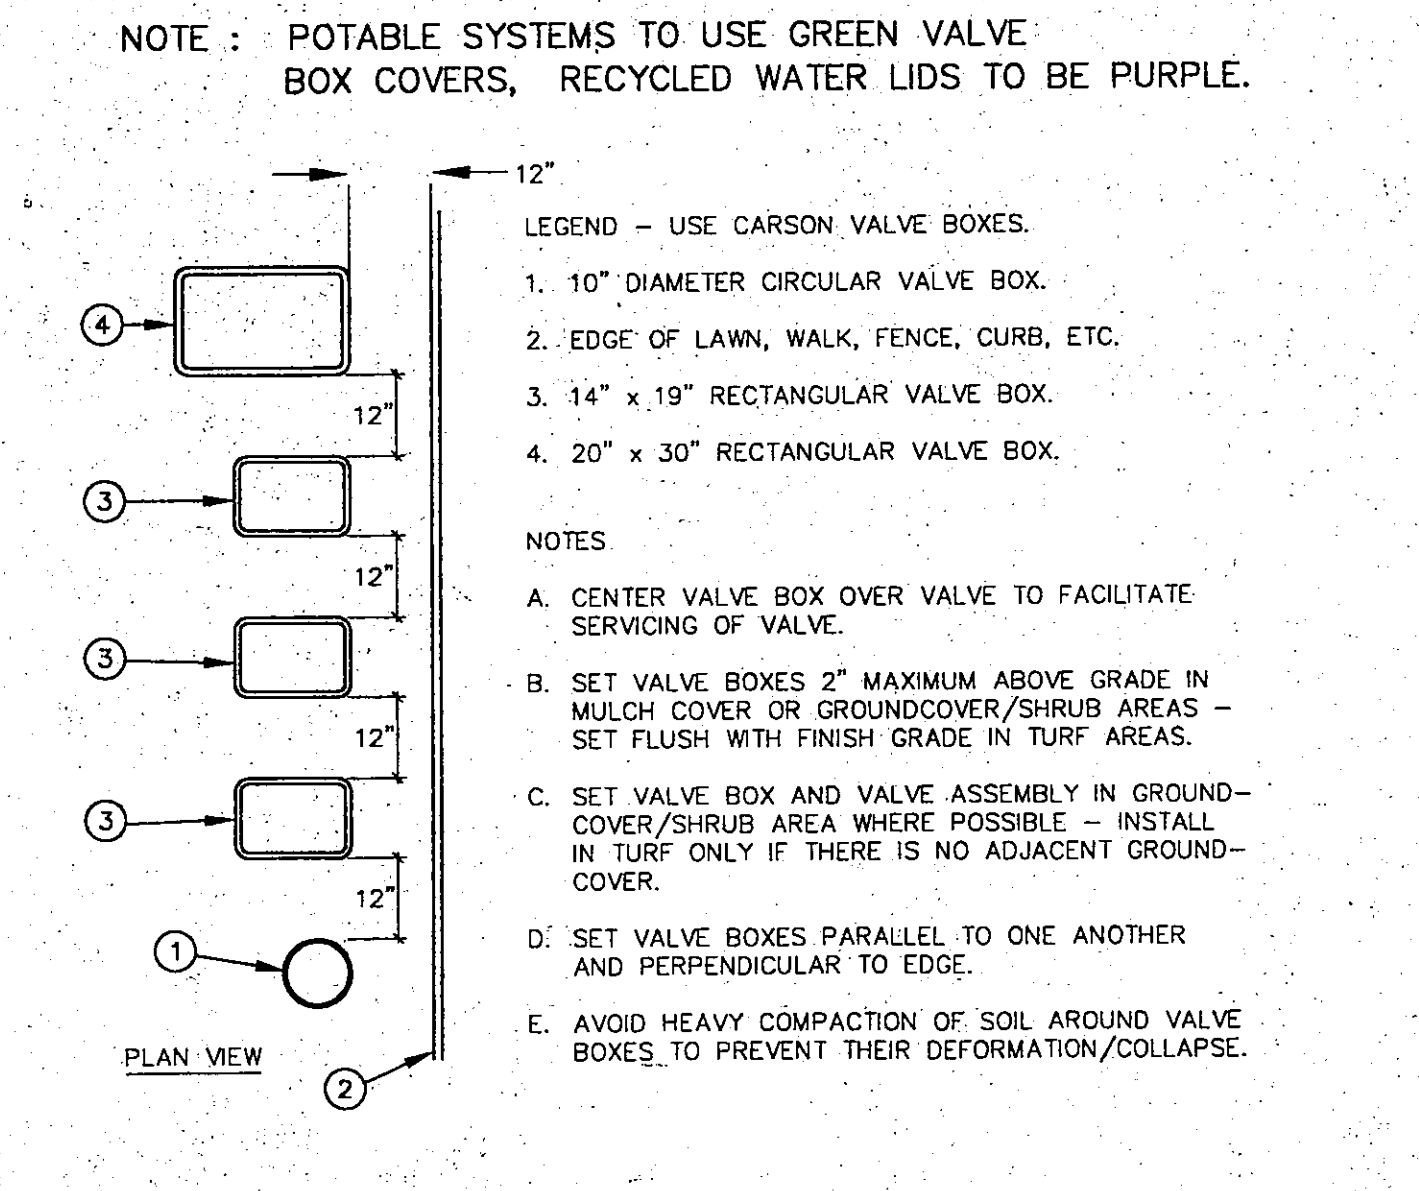 NOTE : POTABLE SYSTEMS TO USE GREEN VALVE
BOX COVERS, RECYCLED WATER LIDS TO BE PURPLE.
12"
LEGEND – USE CARSON VALVE BOXES.
1. 10" DIAMETER CIRCULAR VALVE BOX.
2. EDGE OF LAWN, WALK, FENCE, CURB, ETC.
3. 14" x 19" RECTANGULAR VALVE BOX.
4. 20" x 30" RECTANGULAR VALVE BOX.
NOTES
A. CENTER VALVE BOX OVER VALVE TO FACILITATE
SERVICING OF VALVE.
B. SET VALVE BOXES 2" MAXIMUM ABOVE GRADE IN
MULCH COVER OR GROUNDCOVER/SHRUB AREAS –
SET FLUSH WITH FINISH GRADE IN TURF AREAS.
C. SET VALVE BOX AND VALVE ASSEMBLY IN GROUND–
COVER/SHRUB AREA WHERE POSSIBLE – INSTALL
IN TURF ONLY IF THERE IS NO ADJACENT GROUND–
COVER.
D. SET VALVE BOXES PARALLEL TO ONE ANOTHER
AND PERPENDICULAR TO EDGE.
E. AVOID HEAVY COMPACTION OF SOIL AROUND VALVE
BOXES TO PREVENT THEIR DEFORMATION/COLLAPSE.
4
12"
3
12"
3
12"
3
12"
1
PLAN VIEW
2